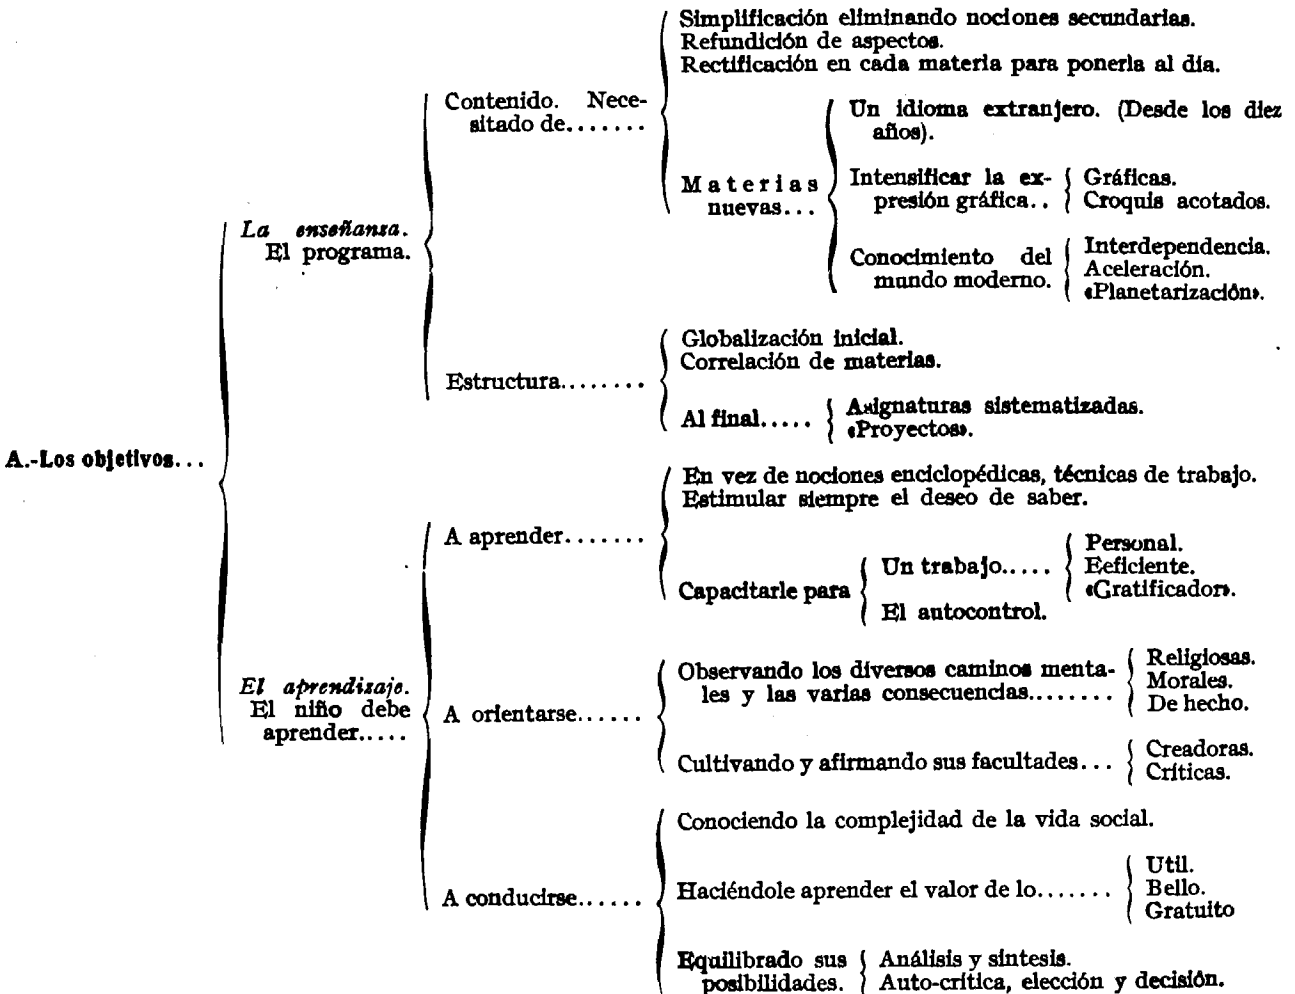 A.-Los objetivos...
La enseñanza.
El programa.
Contenido. Nece-
sitado de.......
Simplificación eliminando nociones secundarias.
Refundición de aspectos.
Rectificación en cada materia para ponerla al día.
Materias
nuevas...
Un idioma extranjero. (Desde los diez
años).
Intensificar la ex-
presión gráfica..
Gráficas.
Croquis acotados.
Conocimiento del
mundo moderno.
Interdependencia.
Aceleración.
«Planetarización».
Estructura........
Globalización inicial.
Correlación de materias.
Al final.....
Asignaturas sistematizadas.
«Proyectos».
El aprendizaje.
El niño debe
aprender.....
A aprender.......
En vez de nociones enciclopédicas, técnicas de trabajo.
Estimular siempre el deseo de saber.
Capacitarle para
Un trabajo.....
Personal.
Eeficiente.
«Gratificador».
El autocontrol.
A orientarse......
Observando los diversos caminos menta-
les y las varias consecuencias........
Religiosas.
Morales.
De hecho.
Cultivando y afirmando sus facultades...
Creadoras.
Críticas.
A conducirse......
Conociendo la complejidad de la vida social.
Haciéndole aprender el valor de lo.......
Util.
Bello.
Gratuito
Equilibrado sus
posibilidades.
Análisis y síntesis.
Auto-crítica, elección y decisión.